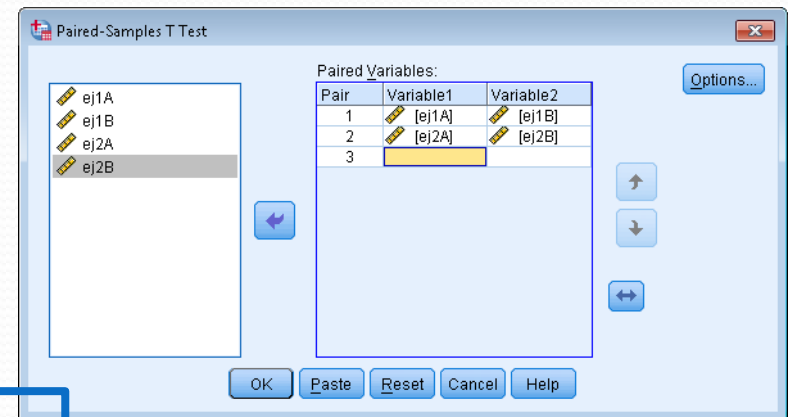 Paired-Samples T Test
Paired Variables:
Options...
ej1A
ej1B
ej2A
ej2B
Pair Variable1 Variable2
1 [ej1A] [ej1B]
2 [ej2A] [ej2B]
3
OK Paste Reset Cancel Help